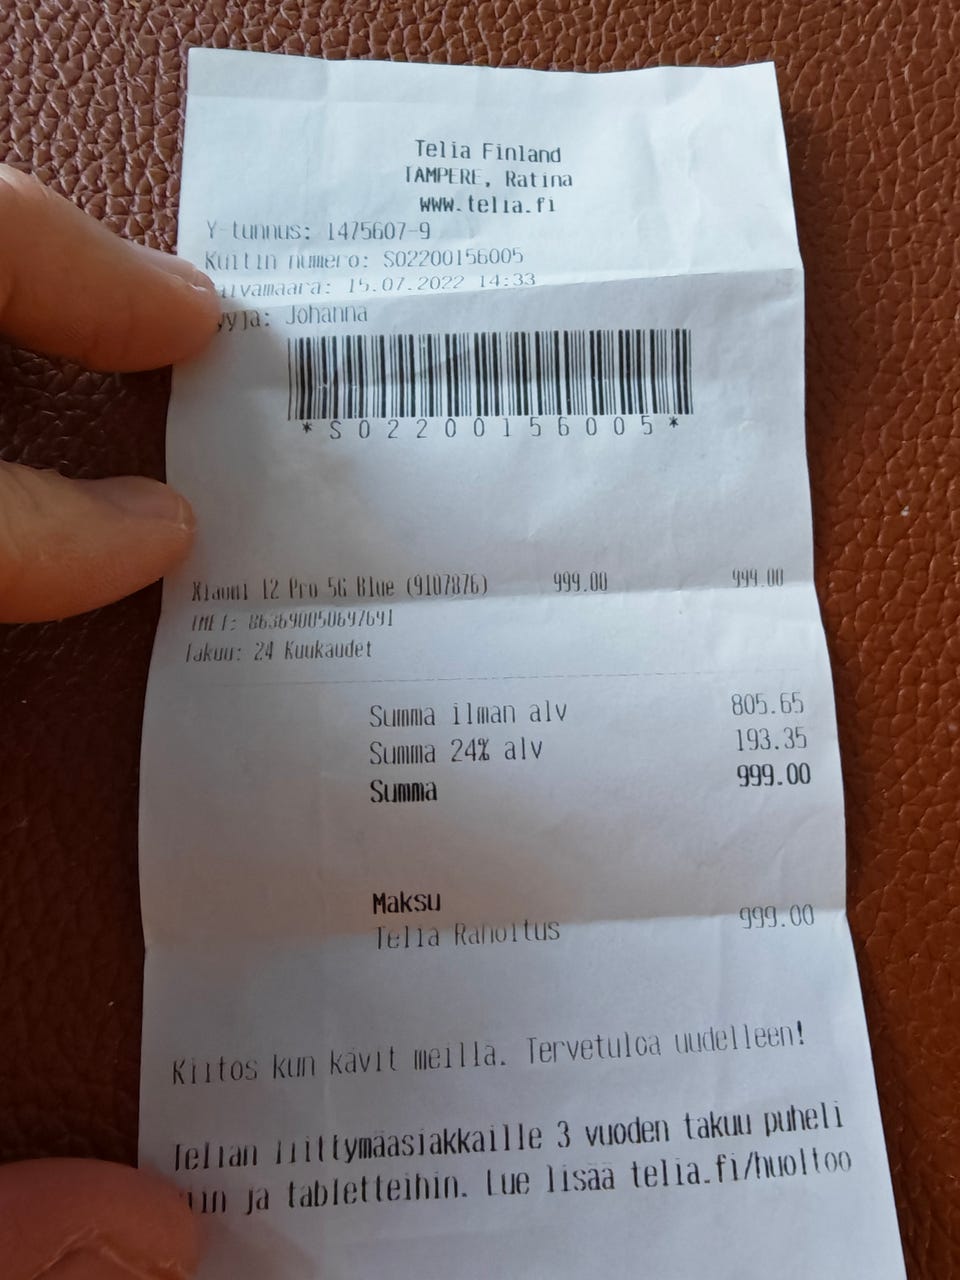 Telia Finland
TAMPERE, Ratina
www.telia.fi
Y-tunnus: 1475607-9
Kuitin numero: S02200156005
15.07.2022 14:33
Johanna
*S02200156005*
Xiaomi 12 Pro 5G Blue (9107876) 999.00 999.00
IMEI: 863690050697691
Takuu: 24 Kuukaudet
Summa ilman alv 805.65
Summa 24% alv 193.35
Summa 999.00
Maksu
Telia Rahoitus 999.00
Kiitos kun kävit meillä. Tervetuloa uudelleen!
Telian liittymäasiakkaille 3 vuoden takuu puheli
iin ja tabletteihin. Lue lisää telia.fi/huoltoo